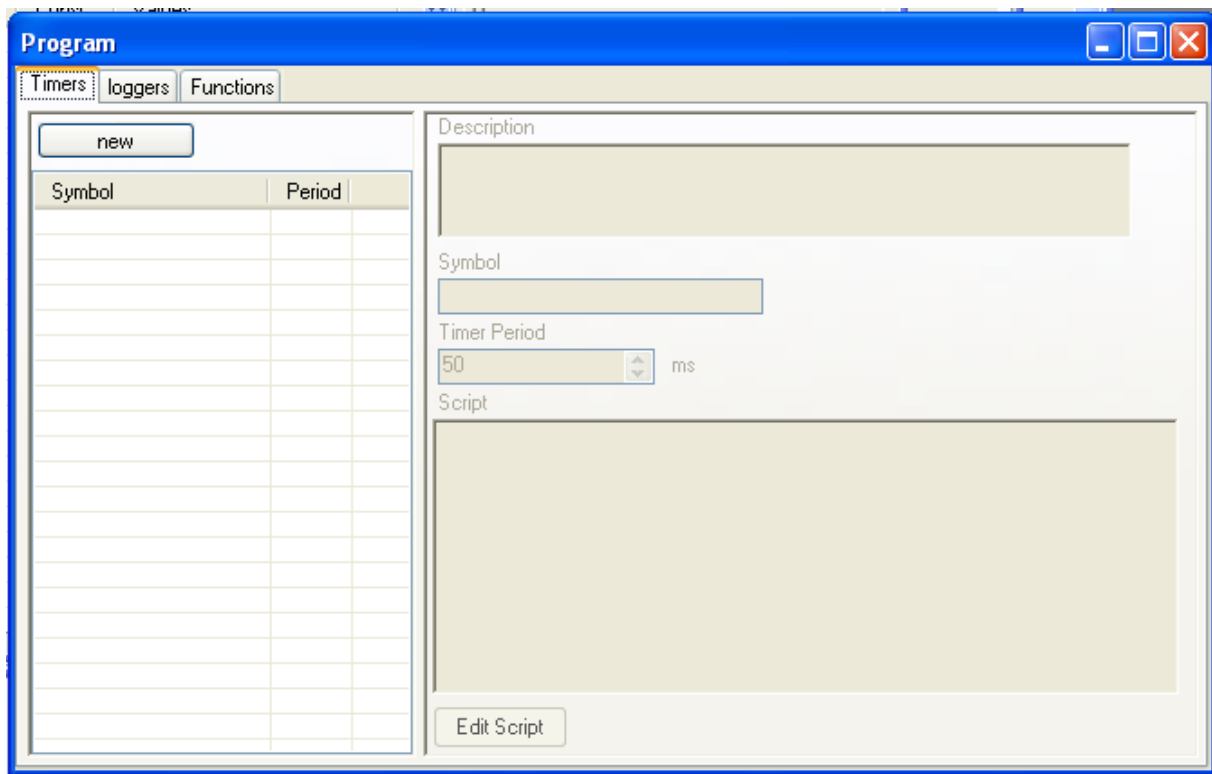 Program
Timers loggers Functions
new
Symbol Period
Description
Symbol
Timer Period
50 ms
Script
Edit Script